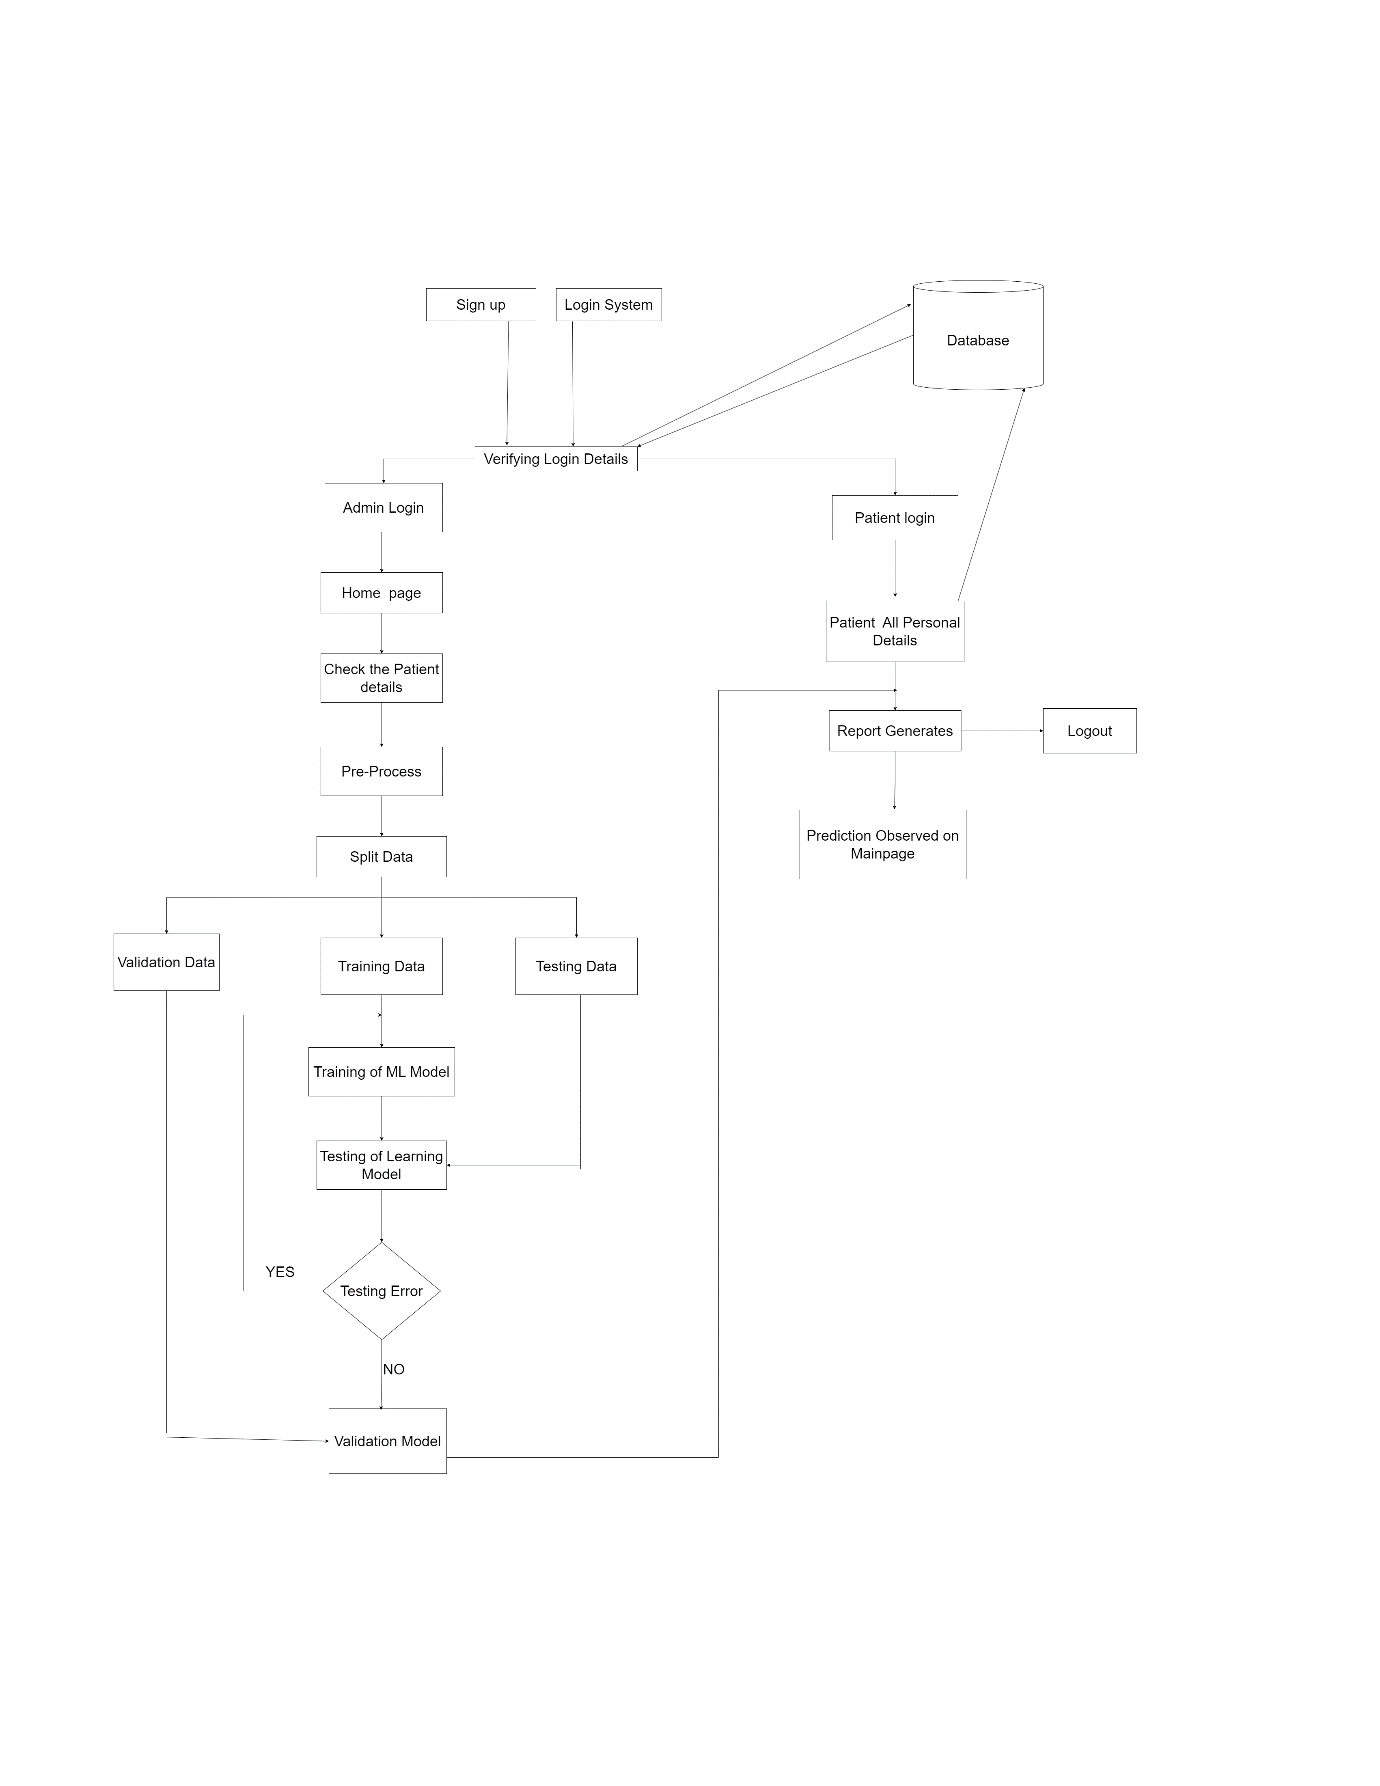 Sign up
Login System
Database
Verifying Login Details
Admin Login
Patient login
Home  page
Patient  All Personal
Details
Check the Patient
details
Report Generates
Logout
Pre-Process
Prediction Observed on
Mainpage
Split Data
Validation Data
Training Data
Testing Data
Training of ML Model
Testing of Learning
Model
YES
Testing Error
NO
Validation Model